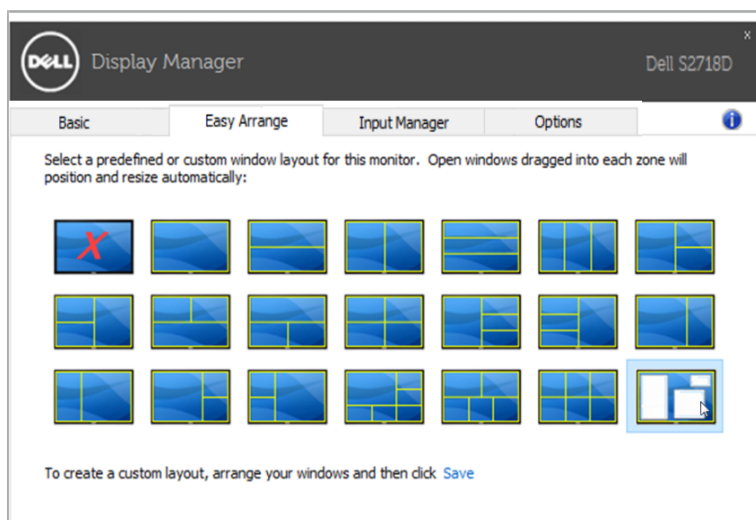 DELL Display Manager
x
Dell S2718D
Basic Easy Arrange Input Manager Options
Select a predefined or custom window layout for this monitor. Open windows dragged into each zone will
position and resize automatically:
X
To create a custom layout, arrange your windows and then click Save